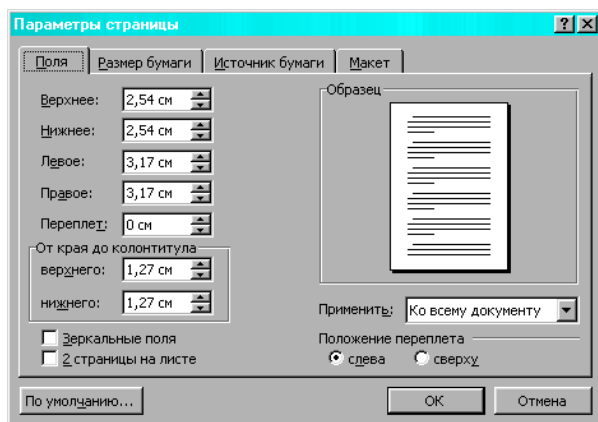 Параметры страницы
Поля
Размер бумаги
Источник бумаги
Макет
Верхнее: 2,54 см
Нижнее: 2,54 см
Левое: 3,17 см
Правое: 3,17 см
Переплет: 0 см
От края до колонтитула
верхнего: 1,27 см
нижнего: 1,27 см
Зеркальные поля
2 страницы на листе
Образец
Применить: Ко всему документу
Положение переплета
слева сверху
По умолчанию...
ОК
Отмена